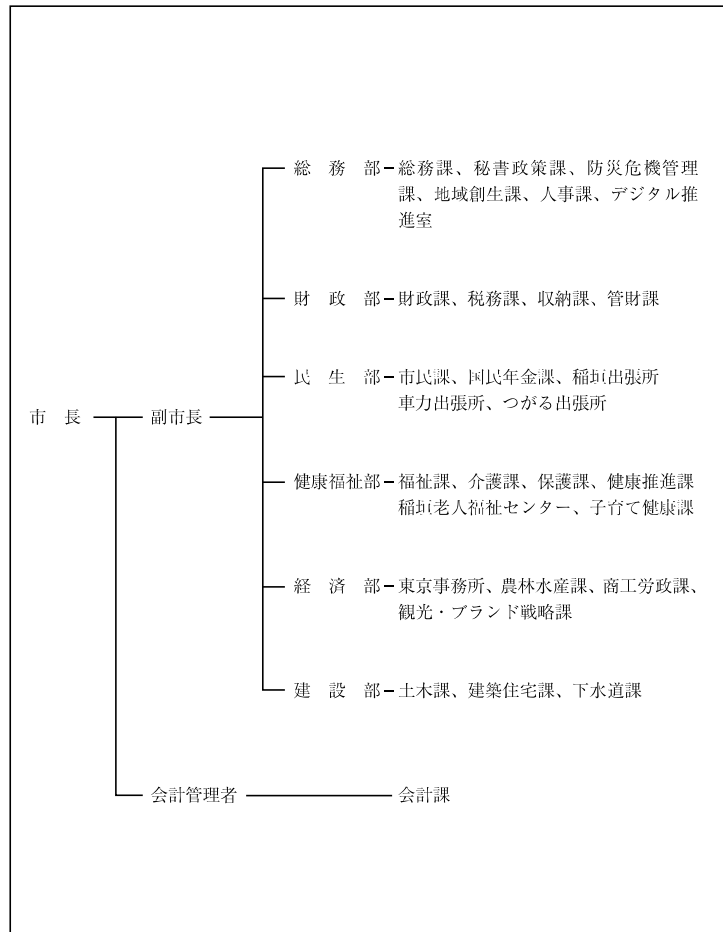 総務部 総務課、秘書政策課、防災危機管理
課、地域創生課、人事課、デジタル推
進室
財政部 財政課、税務課、収納課、管財課
民生部 市民課、国民年金課、稲垣出張所
車力出張所、つがる出張所
市長 副市長
健康福祉部 福祉課、介護課、保護課、健康推進課
稲垣老人福祉センター、子育て健康課
経済部 東京事務所、農林水産課、商工労政課、
観光・ブランド戦略課
建設部 土木課、建築住宅課、下水道課
会計管理者 会計課